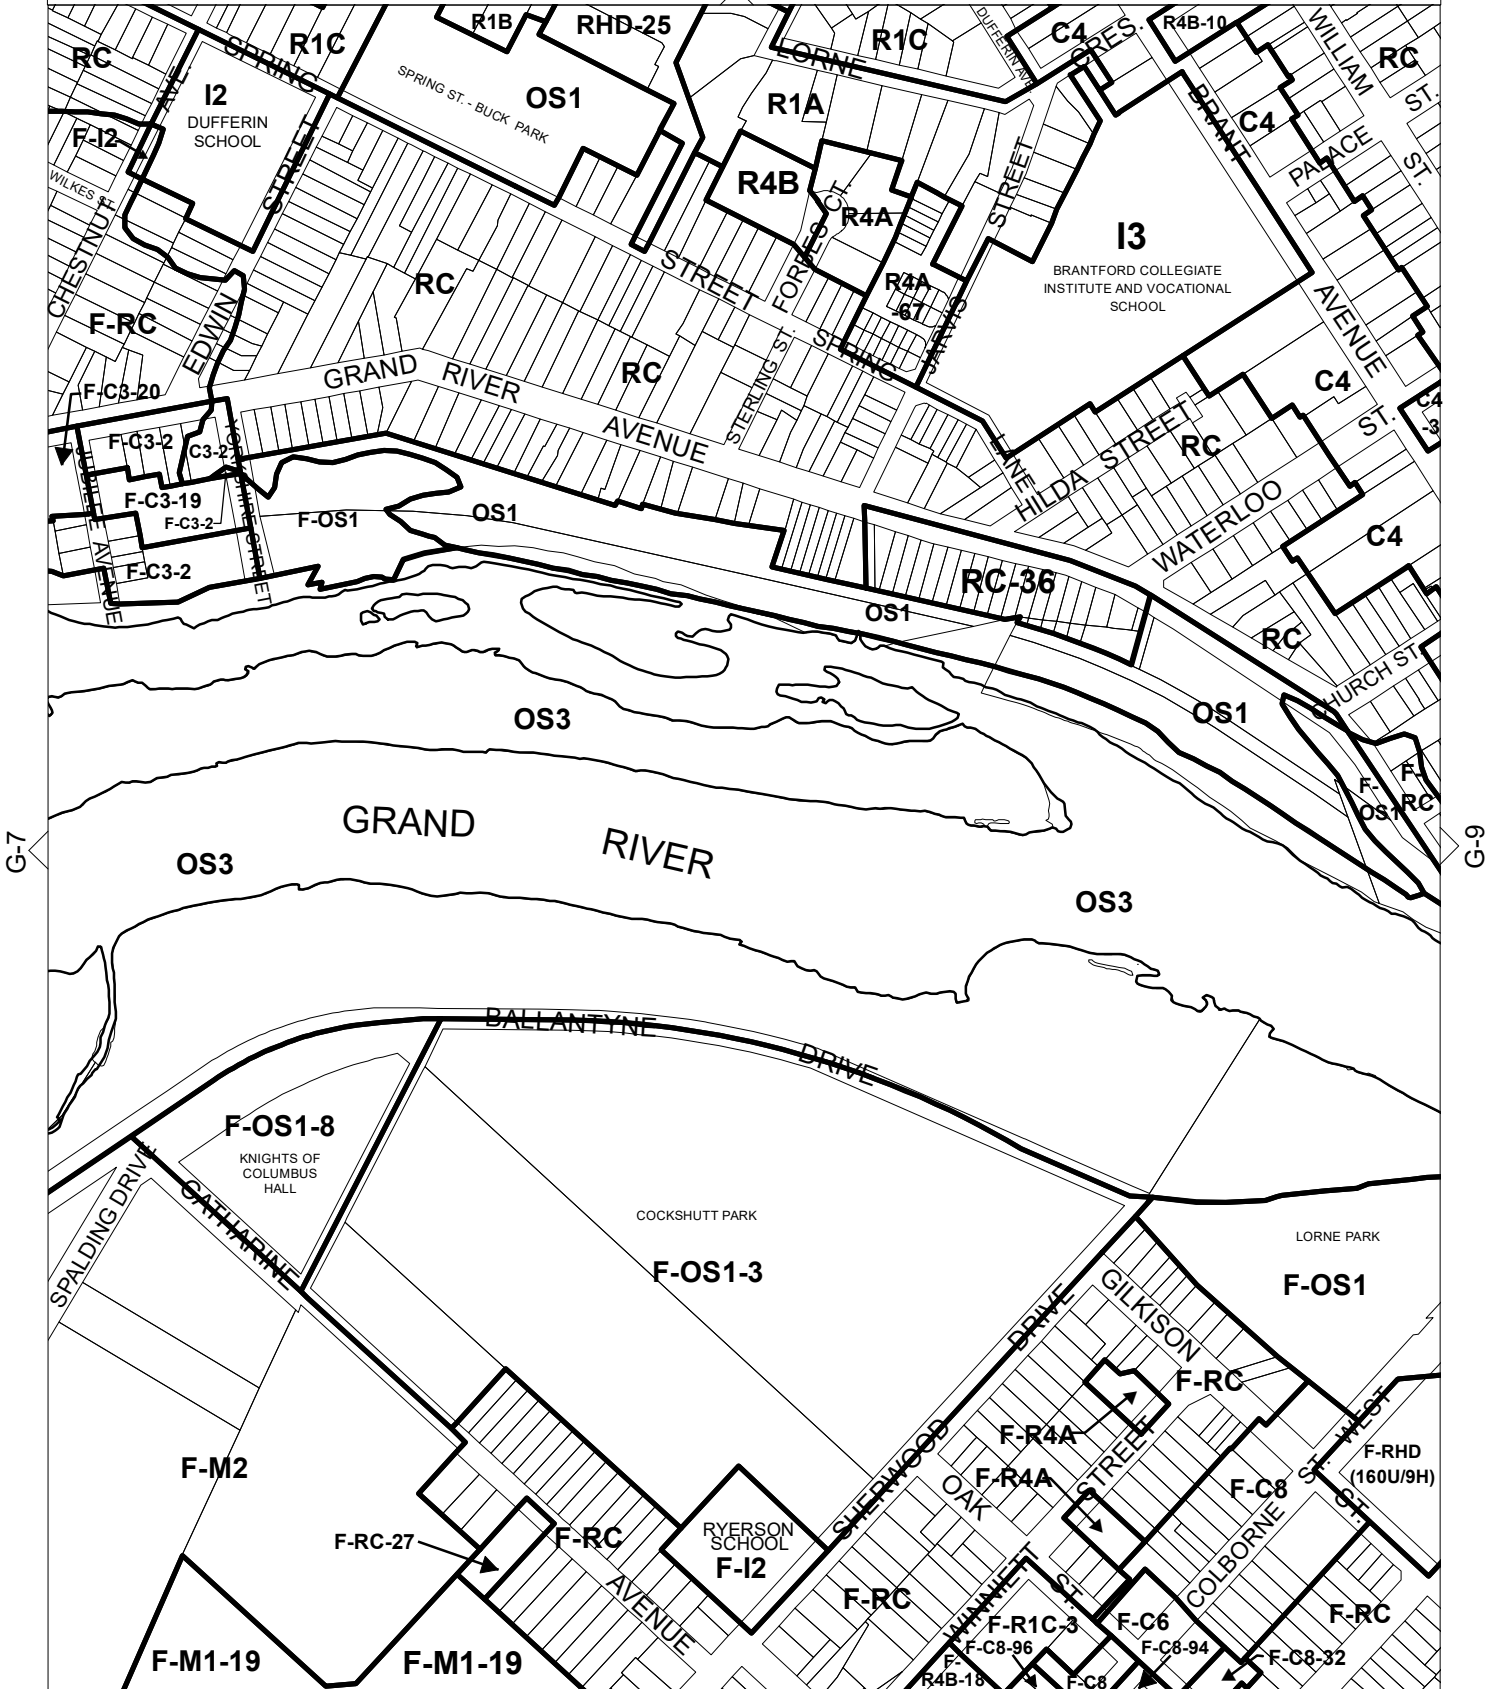 R1B
RHD-25
R1C
C4
R4B-10
WILLIAM
ST.
RC
SPRING
STREET
R1C
DUFFERIN AVE
CRES.
RC
AVE.
I2
DUFFERIN
SCHOOL
SPRING ST. - BUCK PARK
OS1
LORNE
R1A
BRANT
AVENUE
C4
PALACE
ST.
F-I2
WILKES ST.
CHESTNUT
EDWIN
STREET
R4B
R4A
FORBES CT.
JARVIS
STREET
I3
BRANTFORD COLLEGIATE
INSTITUTE AND VOCATIONAL
SCHOOL
RC
R4A
-67
SPRING
F-RC
GRAND
RIVER
AVENUE
RC
STERLING ST.
LANE
C4
C4
-3
F-C3-20
F-C3-2
C3-2
HILDA
STREET
RC
ST.
WATERLOO
F-C3-19
F-C3-2
JUBILEE
AVENUE
YORKSHIRE STREET
F-OS1
OS1
C4
F-C3-2
RC-36
OS1
RC
CHURCH ST.
OS3
OS1
F-
OS1
F-
RC
GRAND
RIVER
G-7
G-9
OS3
OS3
BALLANTYNE
DRIVE
F-OS1-8
KNIGHTS OF
COLUMBUS
HALL
SPALDING DRIVE
CATHARINE
AVENUE
COCKSHUTT PARK
F-OS1-3
LORNE PARK
F-OS1
GILKISON
STREET
SHERWOOD
DRIVE
F-RC
F-R4A
F-R4A
OAK
ST.
F-M2
F-C8
ST. WEST
CT.
F-RHD
(160U/9H)
F-RC-27
F-RC
RYERSON
SCHOOL
F-I2
COLBORNE
F-RC
WINNIETT
F-R1C-3
F-C6
F-RC
F-C8-96
F-C8-94
F-C8-32
F-M1-19
F-M1-19
F-
R4B-18
F-C8